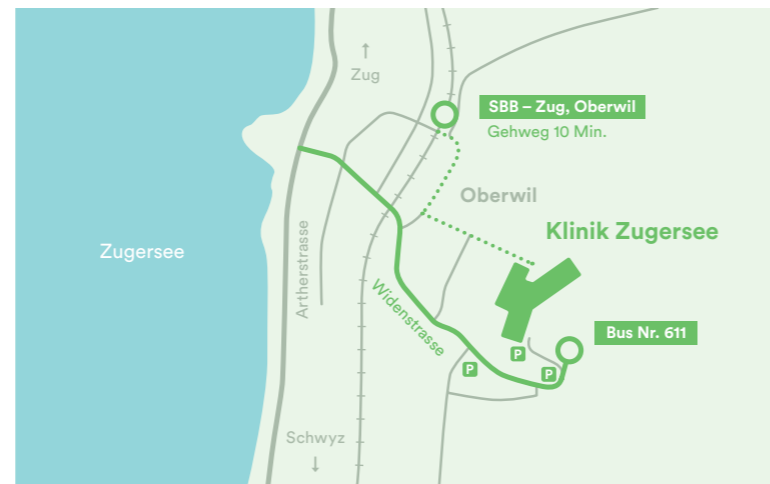 ↑
Zug
SBB – Zug, Oberwil
Gehweg 10 Min.
Oberwil
Klinik Zugersee
Zugersee
Artherstrasse
Widenstrasse
Bus Nr. 611
P
P
P
Schwyz
↓